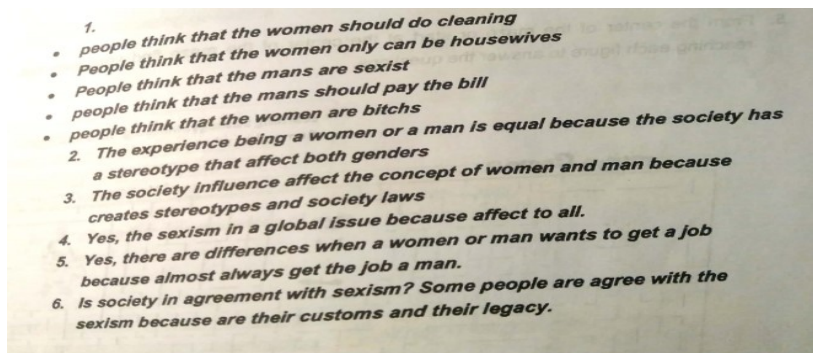 1.
• people think that the women should do cleaning
• People think that the women only can be housewives
• People think that the mans are sexist
• people think that the mans should pay the bill
• people think that the women are bitchs
2. The experience being a women or a man is equal because the society has
a stereotype that affect both genders
3. The society influence affect the concept of women and man because
creates stereotypes and society laws
4. Yes, the sexism in a global issue because affect to all.
5. Yes, there are differences when a women or man wants to get a job
because almost always get the job a man.
6. Is society in agreement with sexism? Some people are agree with the
sexism because are their customs and their legacy.